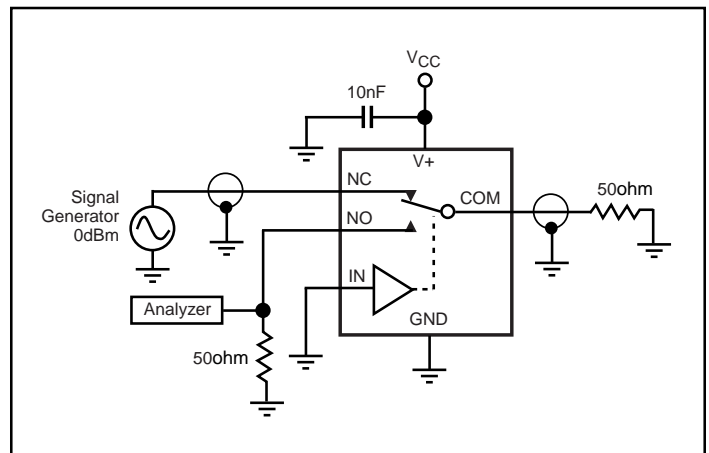 VCC
10nF
V+
NC
COM
50ohm
Signal
Generator
0dBm
NO
IN
Analyzer
GND
50ohm